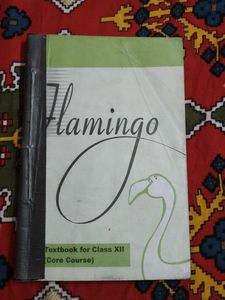 Flamingo
Textbook for Class XII
(Core Course)